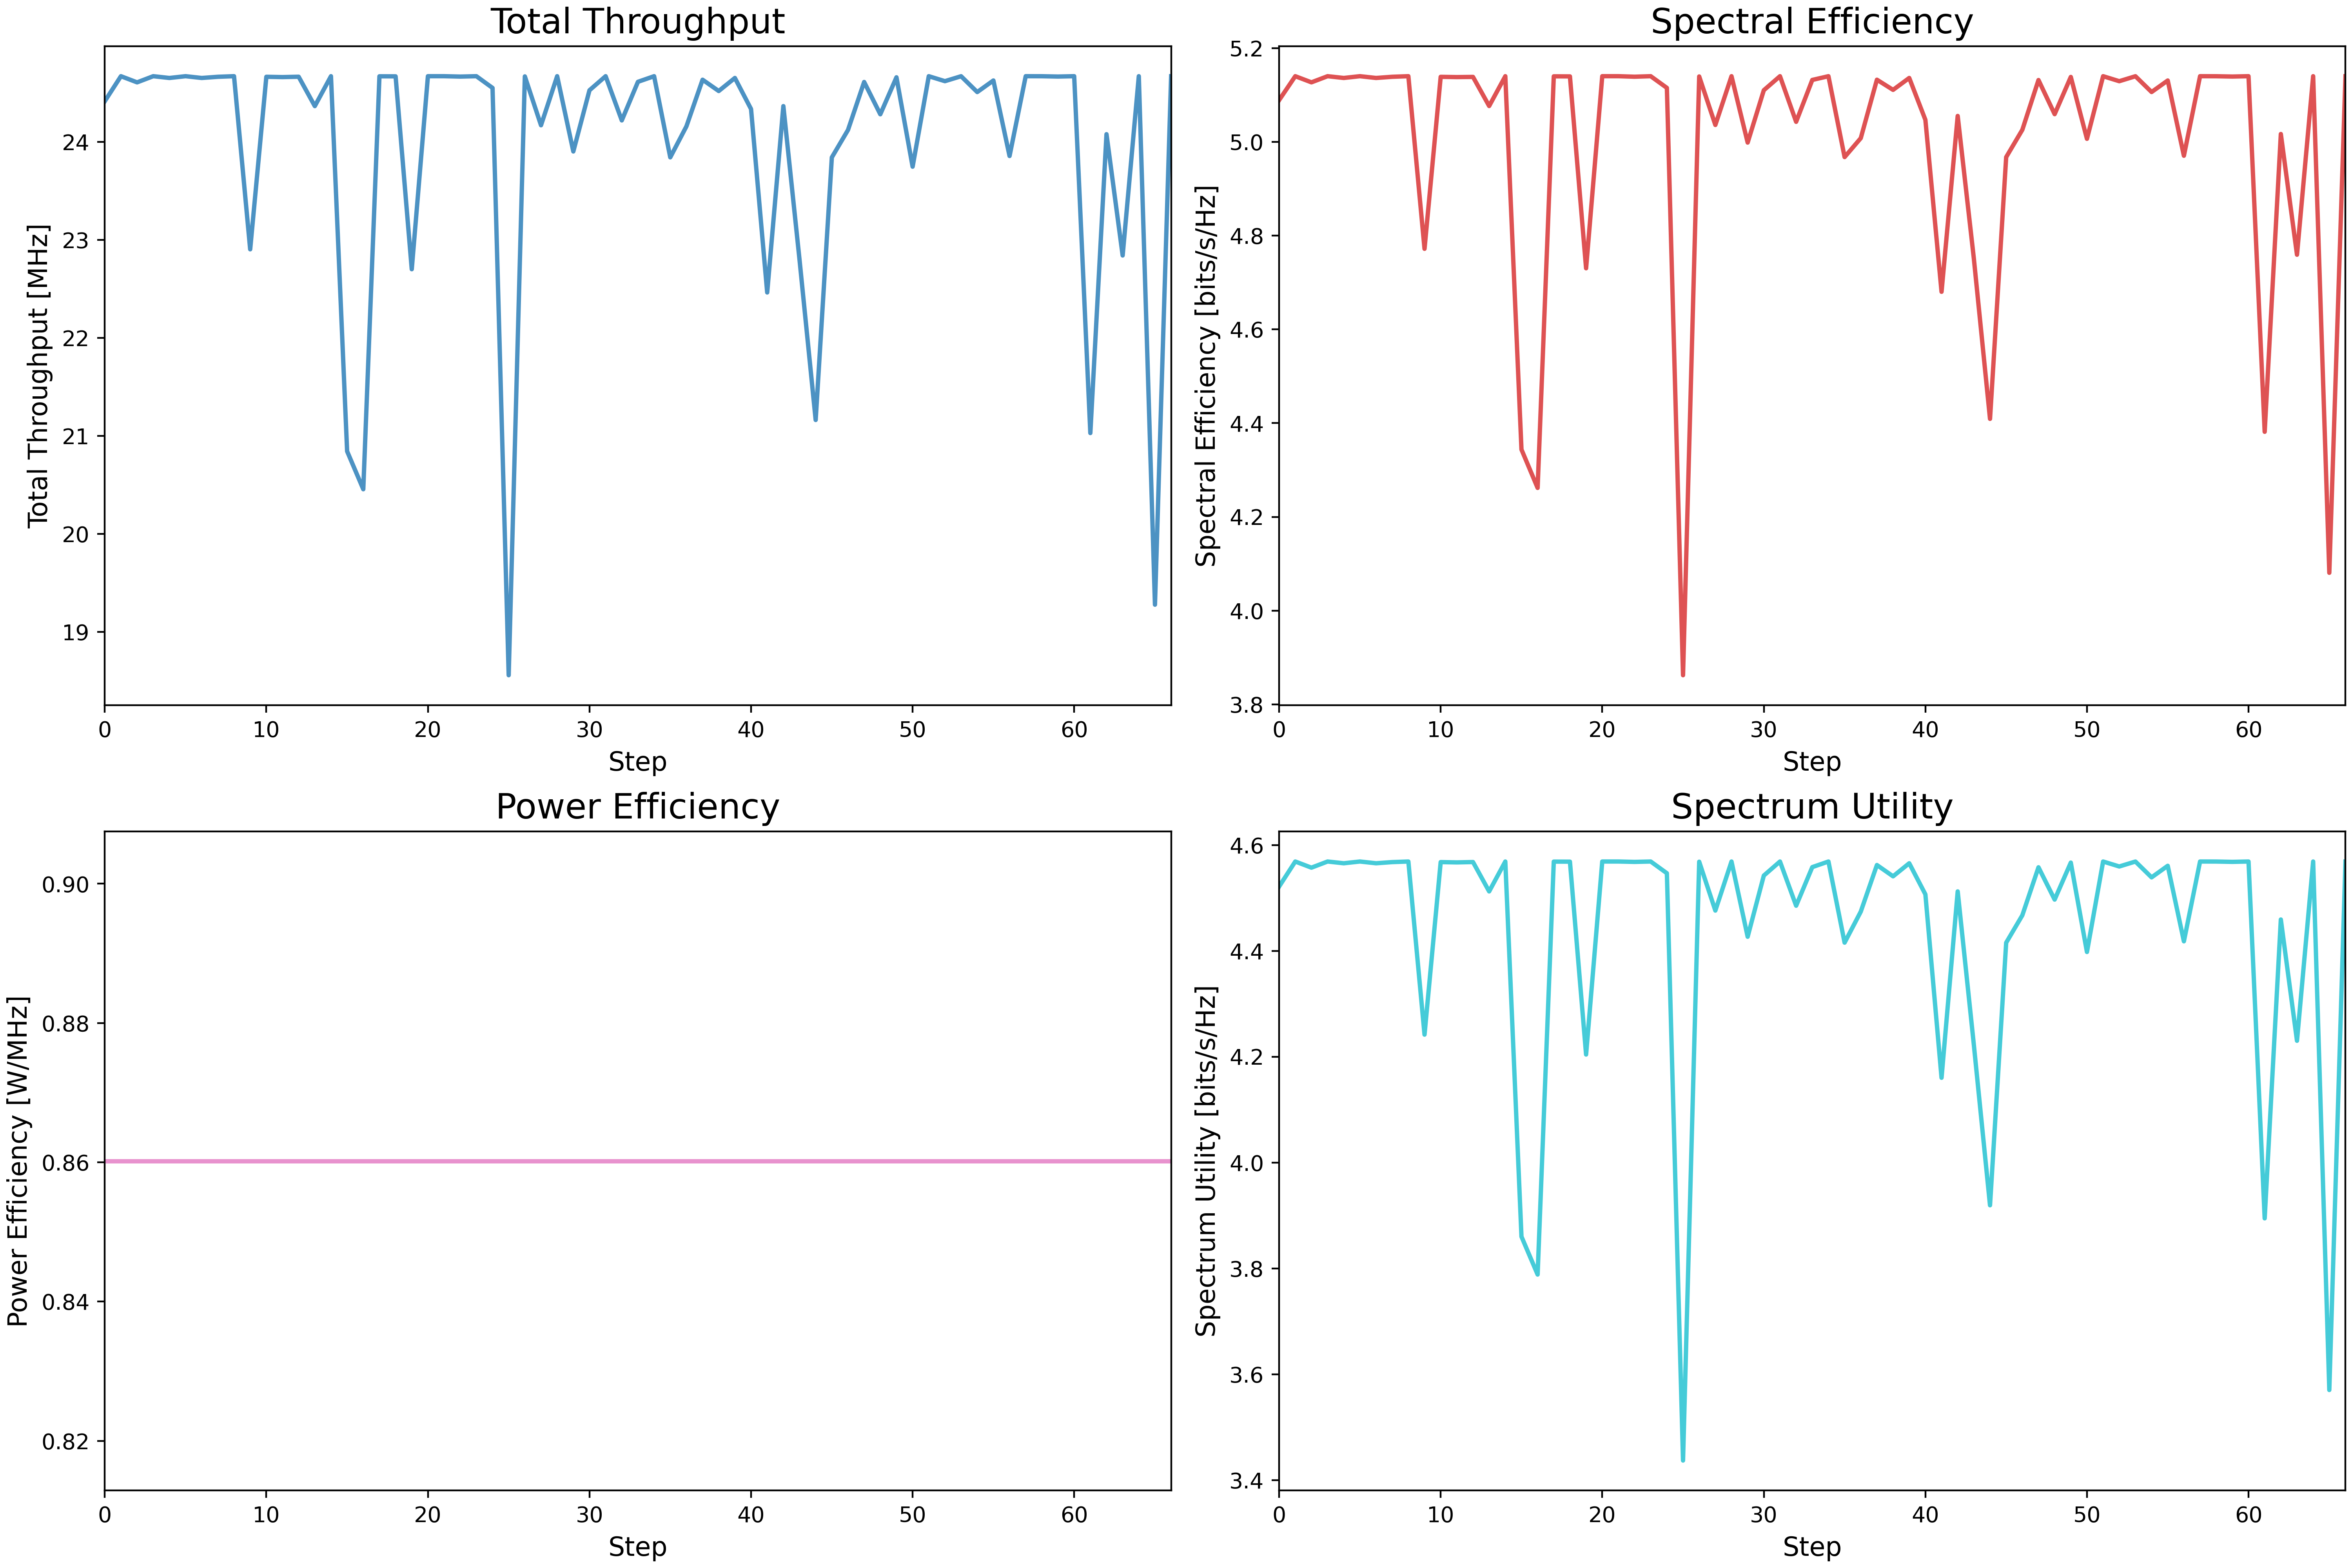 Total Throughput
Total Throughput [MHz]
24
23
22
21
20
19
0 10 20 30 40 50 60
Step
Spectral Efficiency
Spectral Efficiency [bits/s/Hz]
5.2
5.0
4.8
4.6
4.4
4.2
4.0
3.8
0 10 20 30 40 50 60
Step
Power Efficiency
Power Efficiency [W/MHz]
0.90
0.88
0.86
0.84
0.82
0 10 20 30 40 50 60
Step
Spectrum Utility
Spectrum Utility [bits/s/Hz]
4.6
4.4
4.2
4.0
3.8
3.6
3.4
0 10 20 30 40 50 60
Step